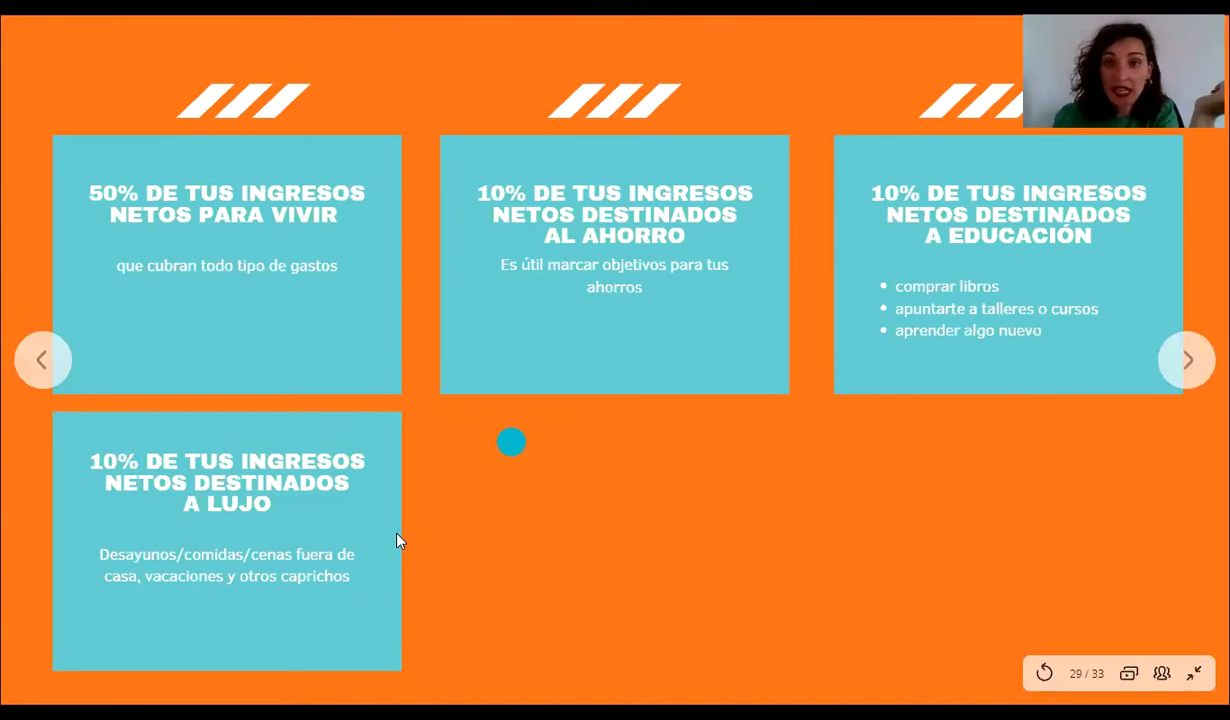 50% DE TUS INGRESOS
NETOS PARA VIVIR
que cubran todo tipo de gastos
10% DE TUS INGRESOS
NETOS DESTINADOS
AL AHORRO
Es útil marcar objetivos para tus
ahorros
10% DE TUS INGRESOS
NETOS DESTINADOS
A EDUCACIÓN
• comprar libros
• apuntarte a talleres o cursos
• aprender algo nuevo
10% DE TUS INGRESOS
NETOS DESTINADOS
A LUJO
Desayunos/comidas/cenas fuera de
casa, vacaciones y otros caprichos
29 / 33